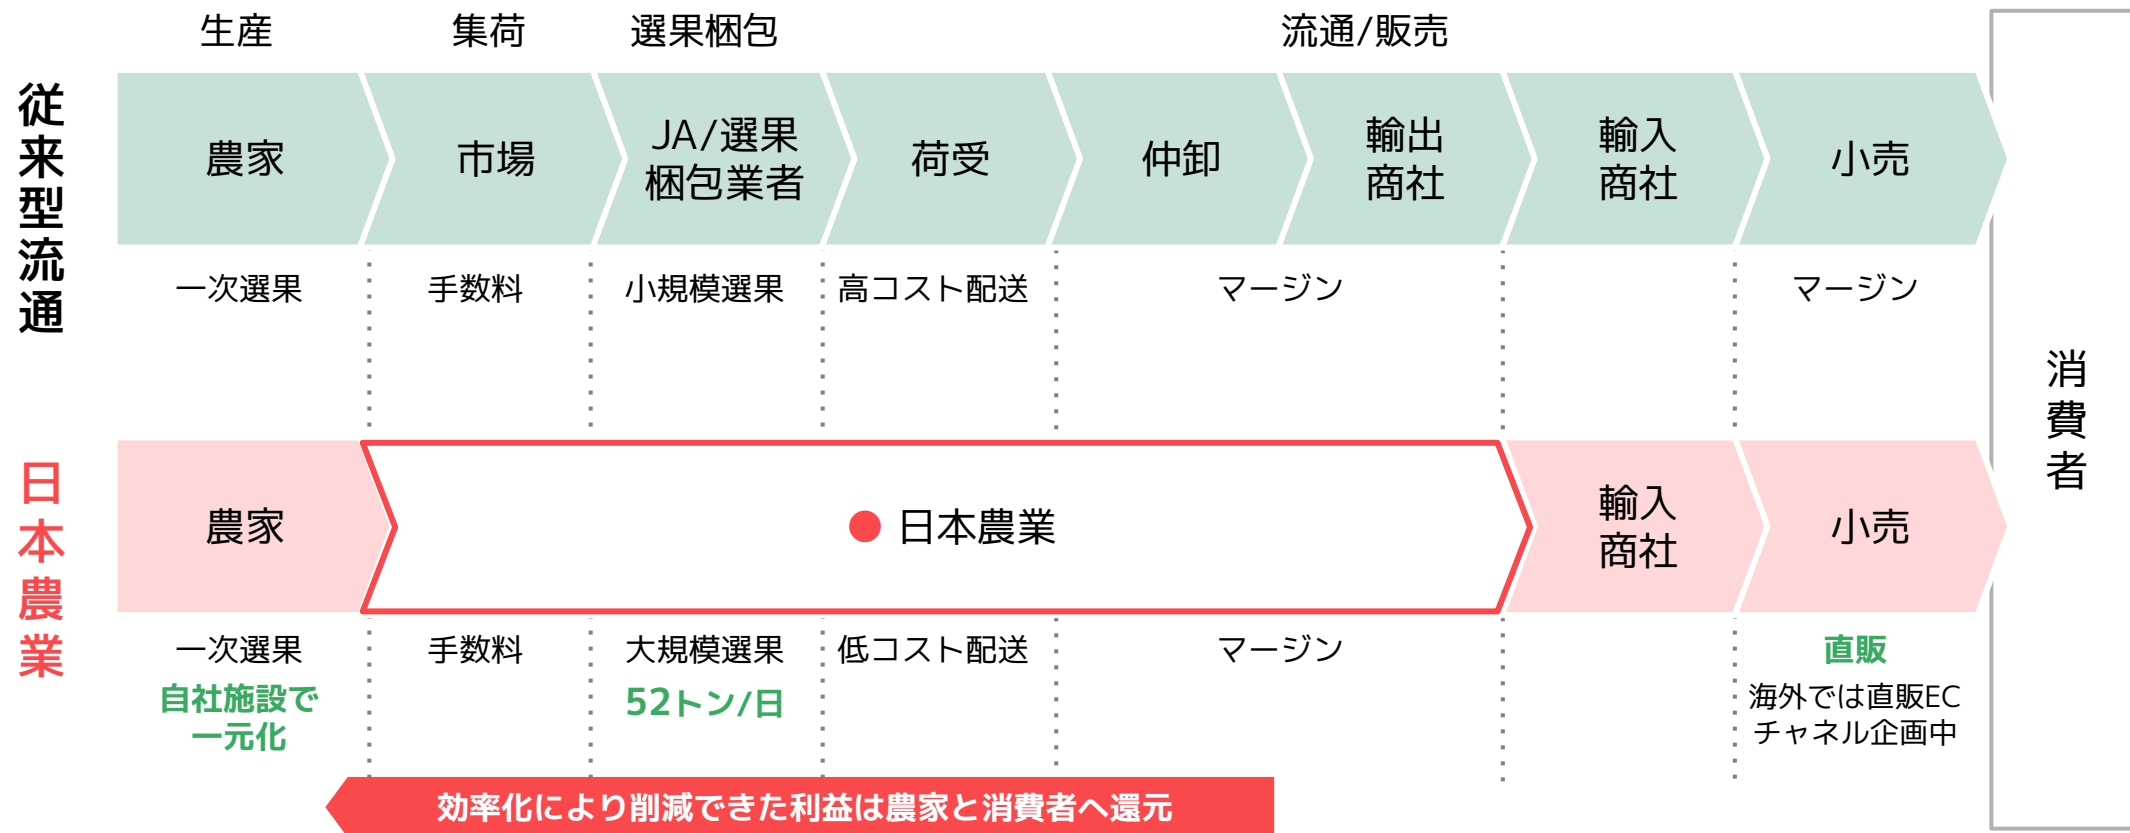 生産
集荷
選果梱包
流通/販売
従来型流通
農家
市場
JA/選果
梱包業者
荷受
仲卸
輸出
商社
輸入
商社
小売
一次選果
手数料
小規模選果
高コスト配送
マージン
マージン
消費者
日本農業
農家
日本農業
輸入
商社
小売
一次選果
自社施設で
一元化
手数料
大規模選果
52トン/日
低コスト配送
マージン
直販
海外では直販EC
チャネル企画中
効率化により削減できた利益は農家と消費者へ還元